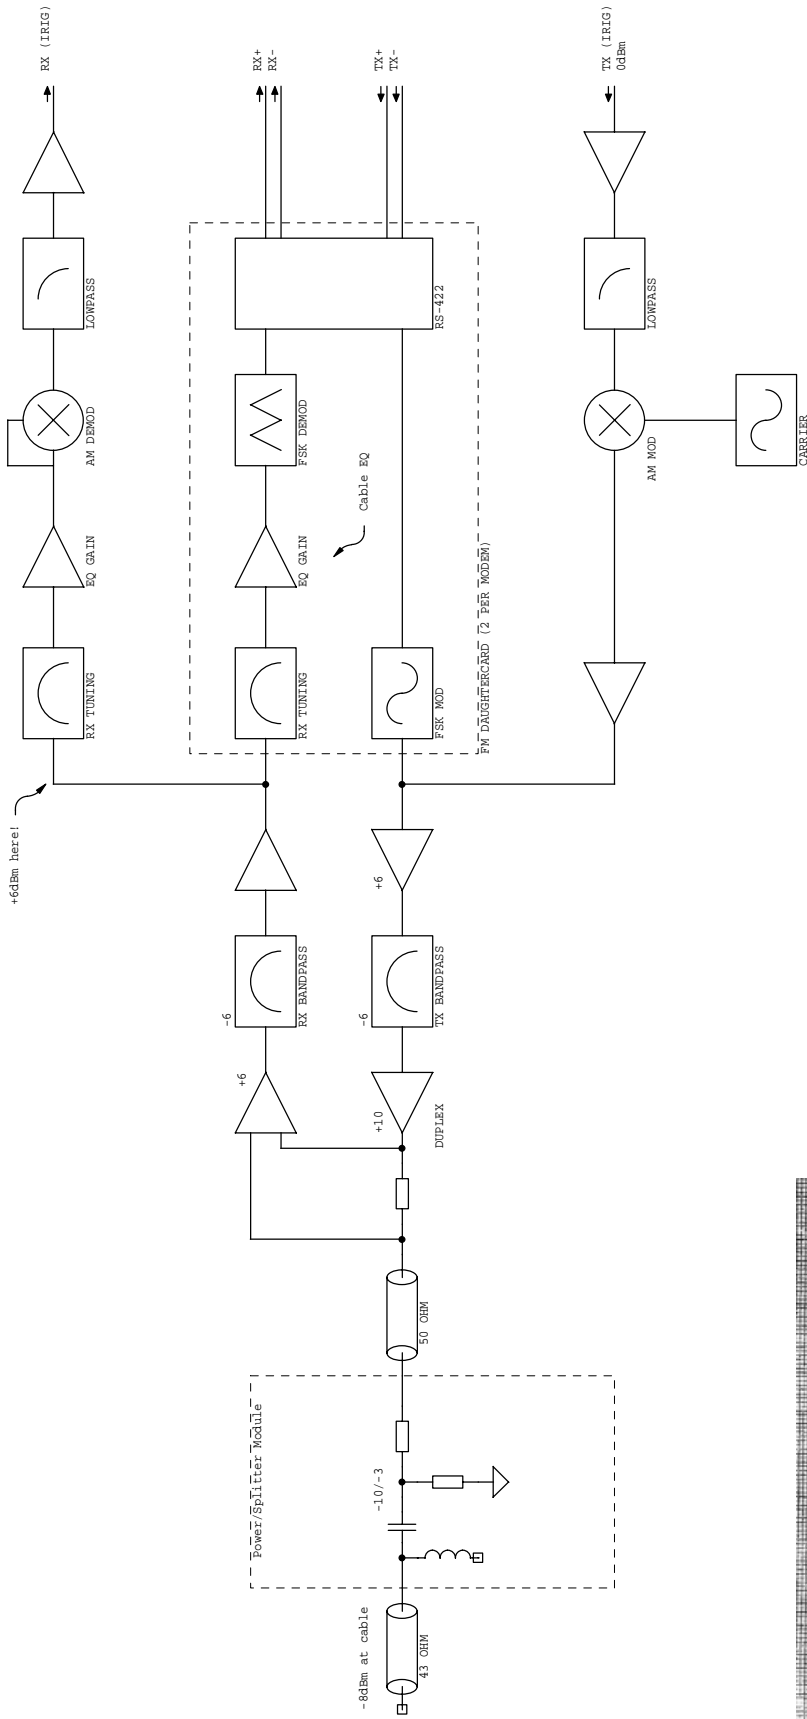 RX (IRIG)
LOWPASS
AM DEMOD
EQ GAIN
RX TUNING
+6dBm here!
RX+
RX-
TX+
TX-
RS-422
FSK DEMOD
EQ GAIN
Cable EQ
RX TUNING
FSK MOD
FM DAUGHTERCARD (2 PER MODEM)
TX (IRIG)
0dBm
LOWPASS
AM MOD
CARRIER
+6
-6
RX BANDPASS
-6
TX BANDPASS
+6
+10
DUPLEX
50 OHM
Power/Splitter Module
-10/-3
-8dBm at cable
43 OHM